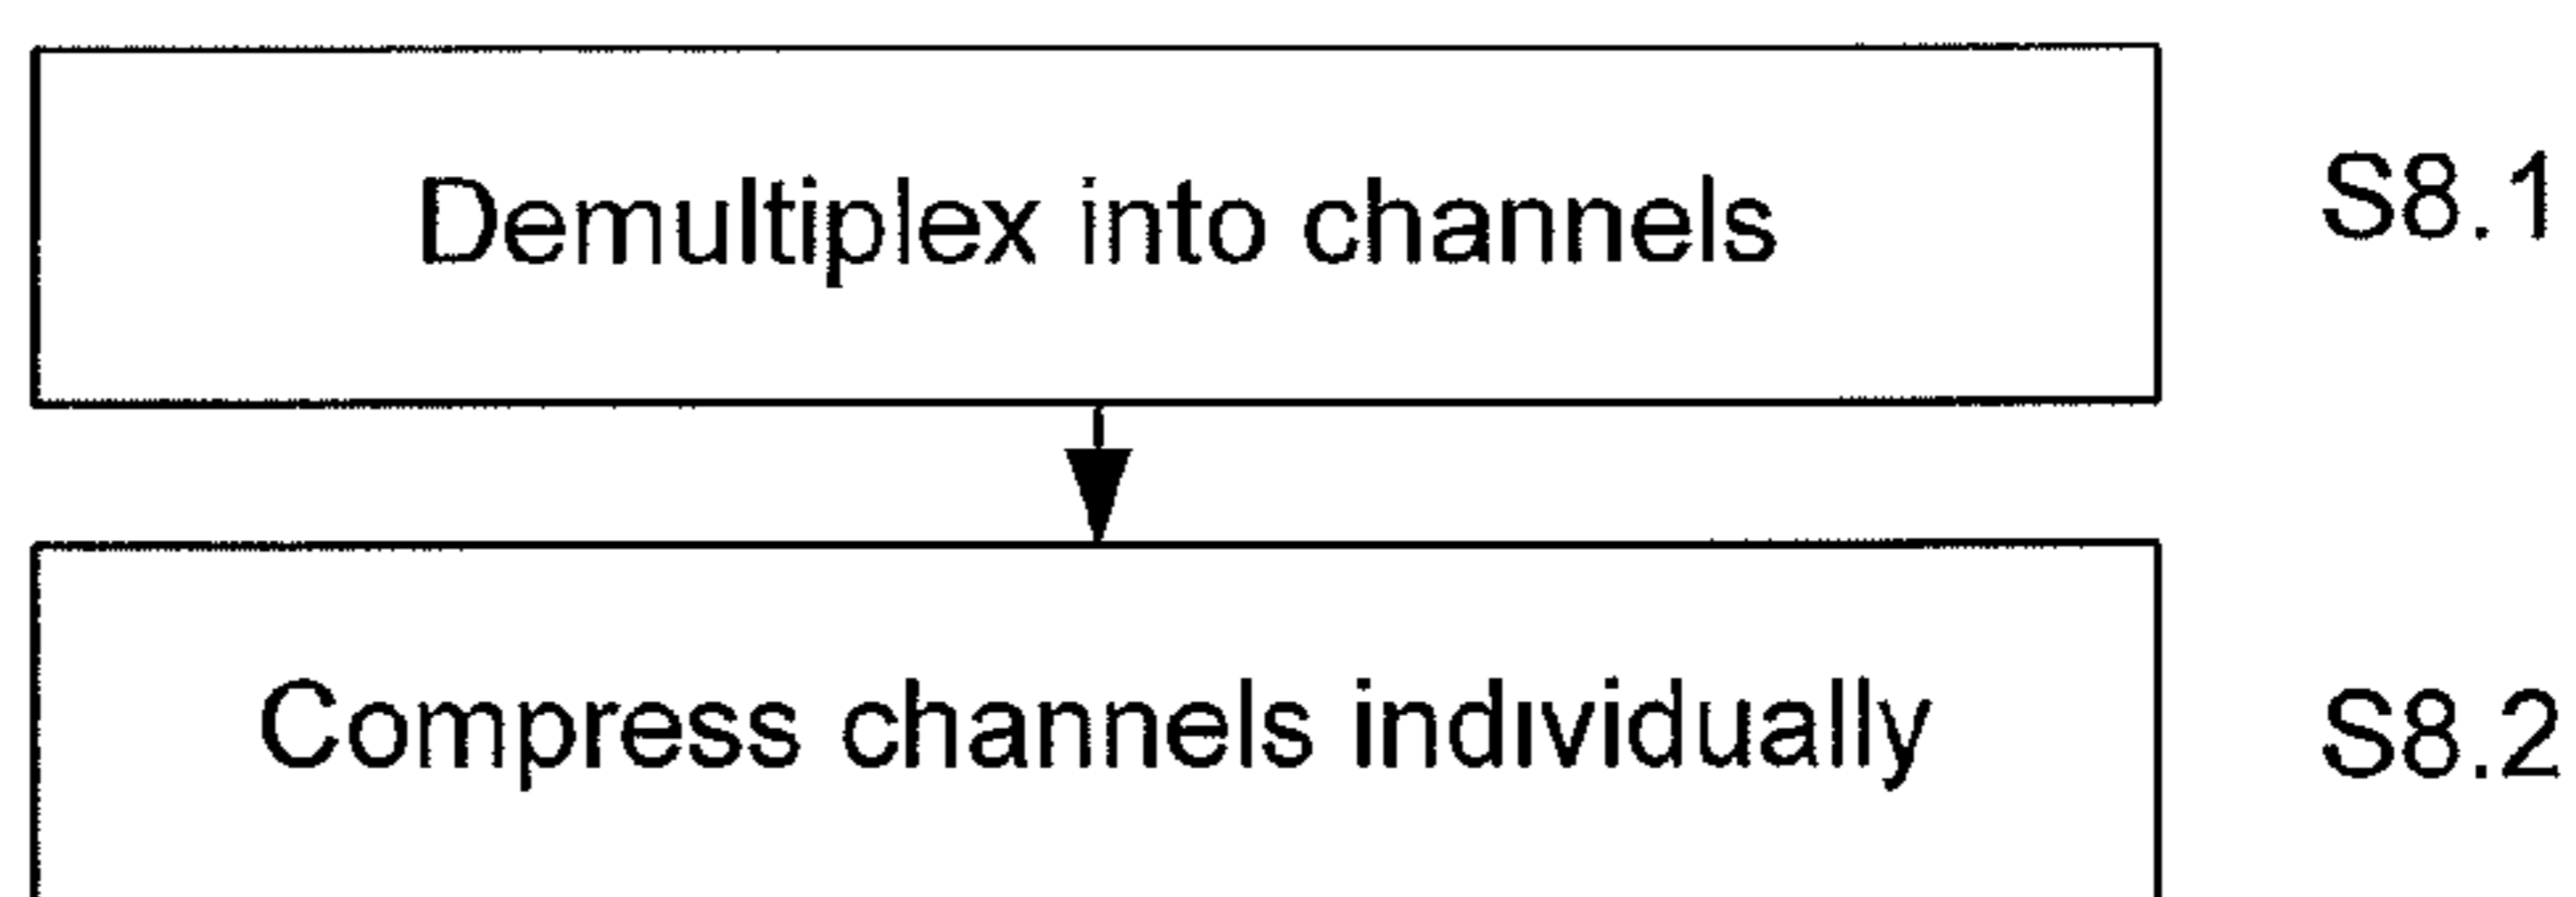 Demultiplex into channels
S8.1
Compress channels individually
S8.2